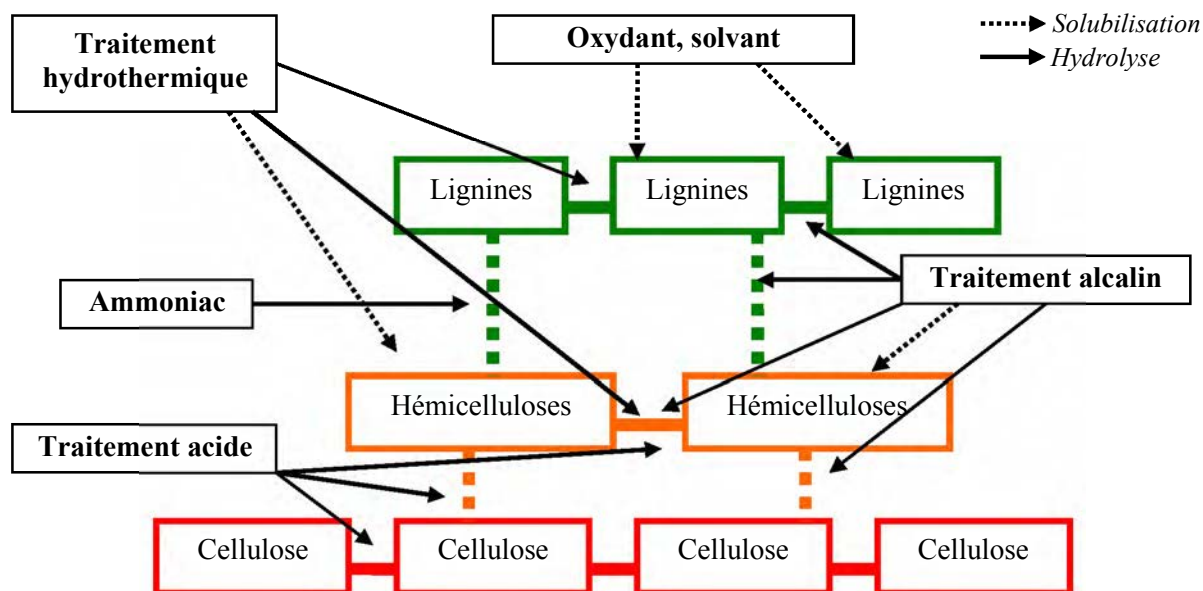 Traitement
hydrothermique
Oxydant, solvant
Solubilisation
Hydrolyse
Lignines
Lignines
Lignines
Ammoniac
Traitement alcalin
Hémicelluloses
Hémicelluloses
Traitement acide
Cellulose
Cellulose
Cellulose
Cellulose